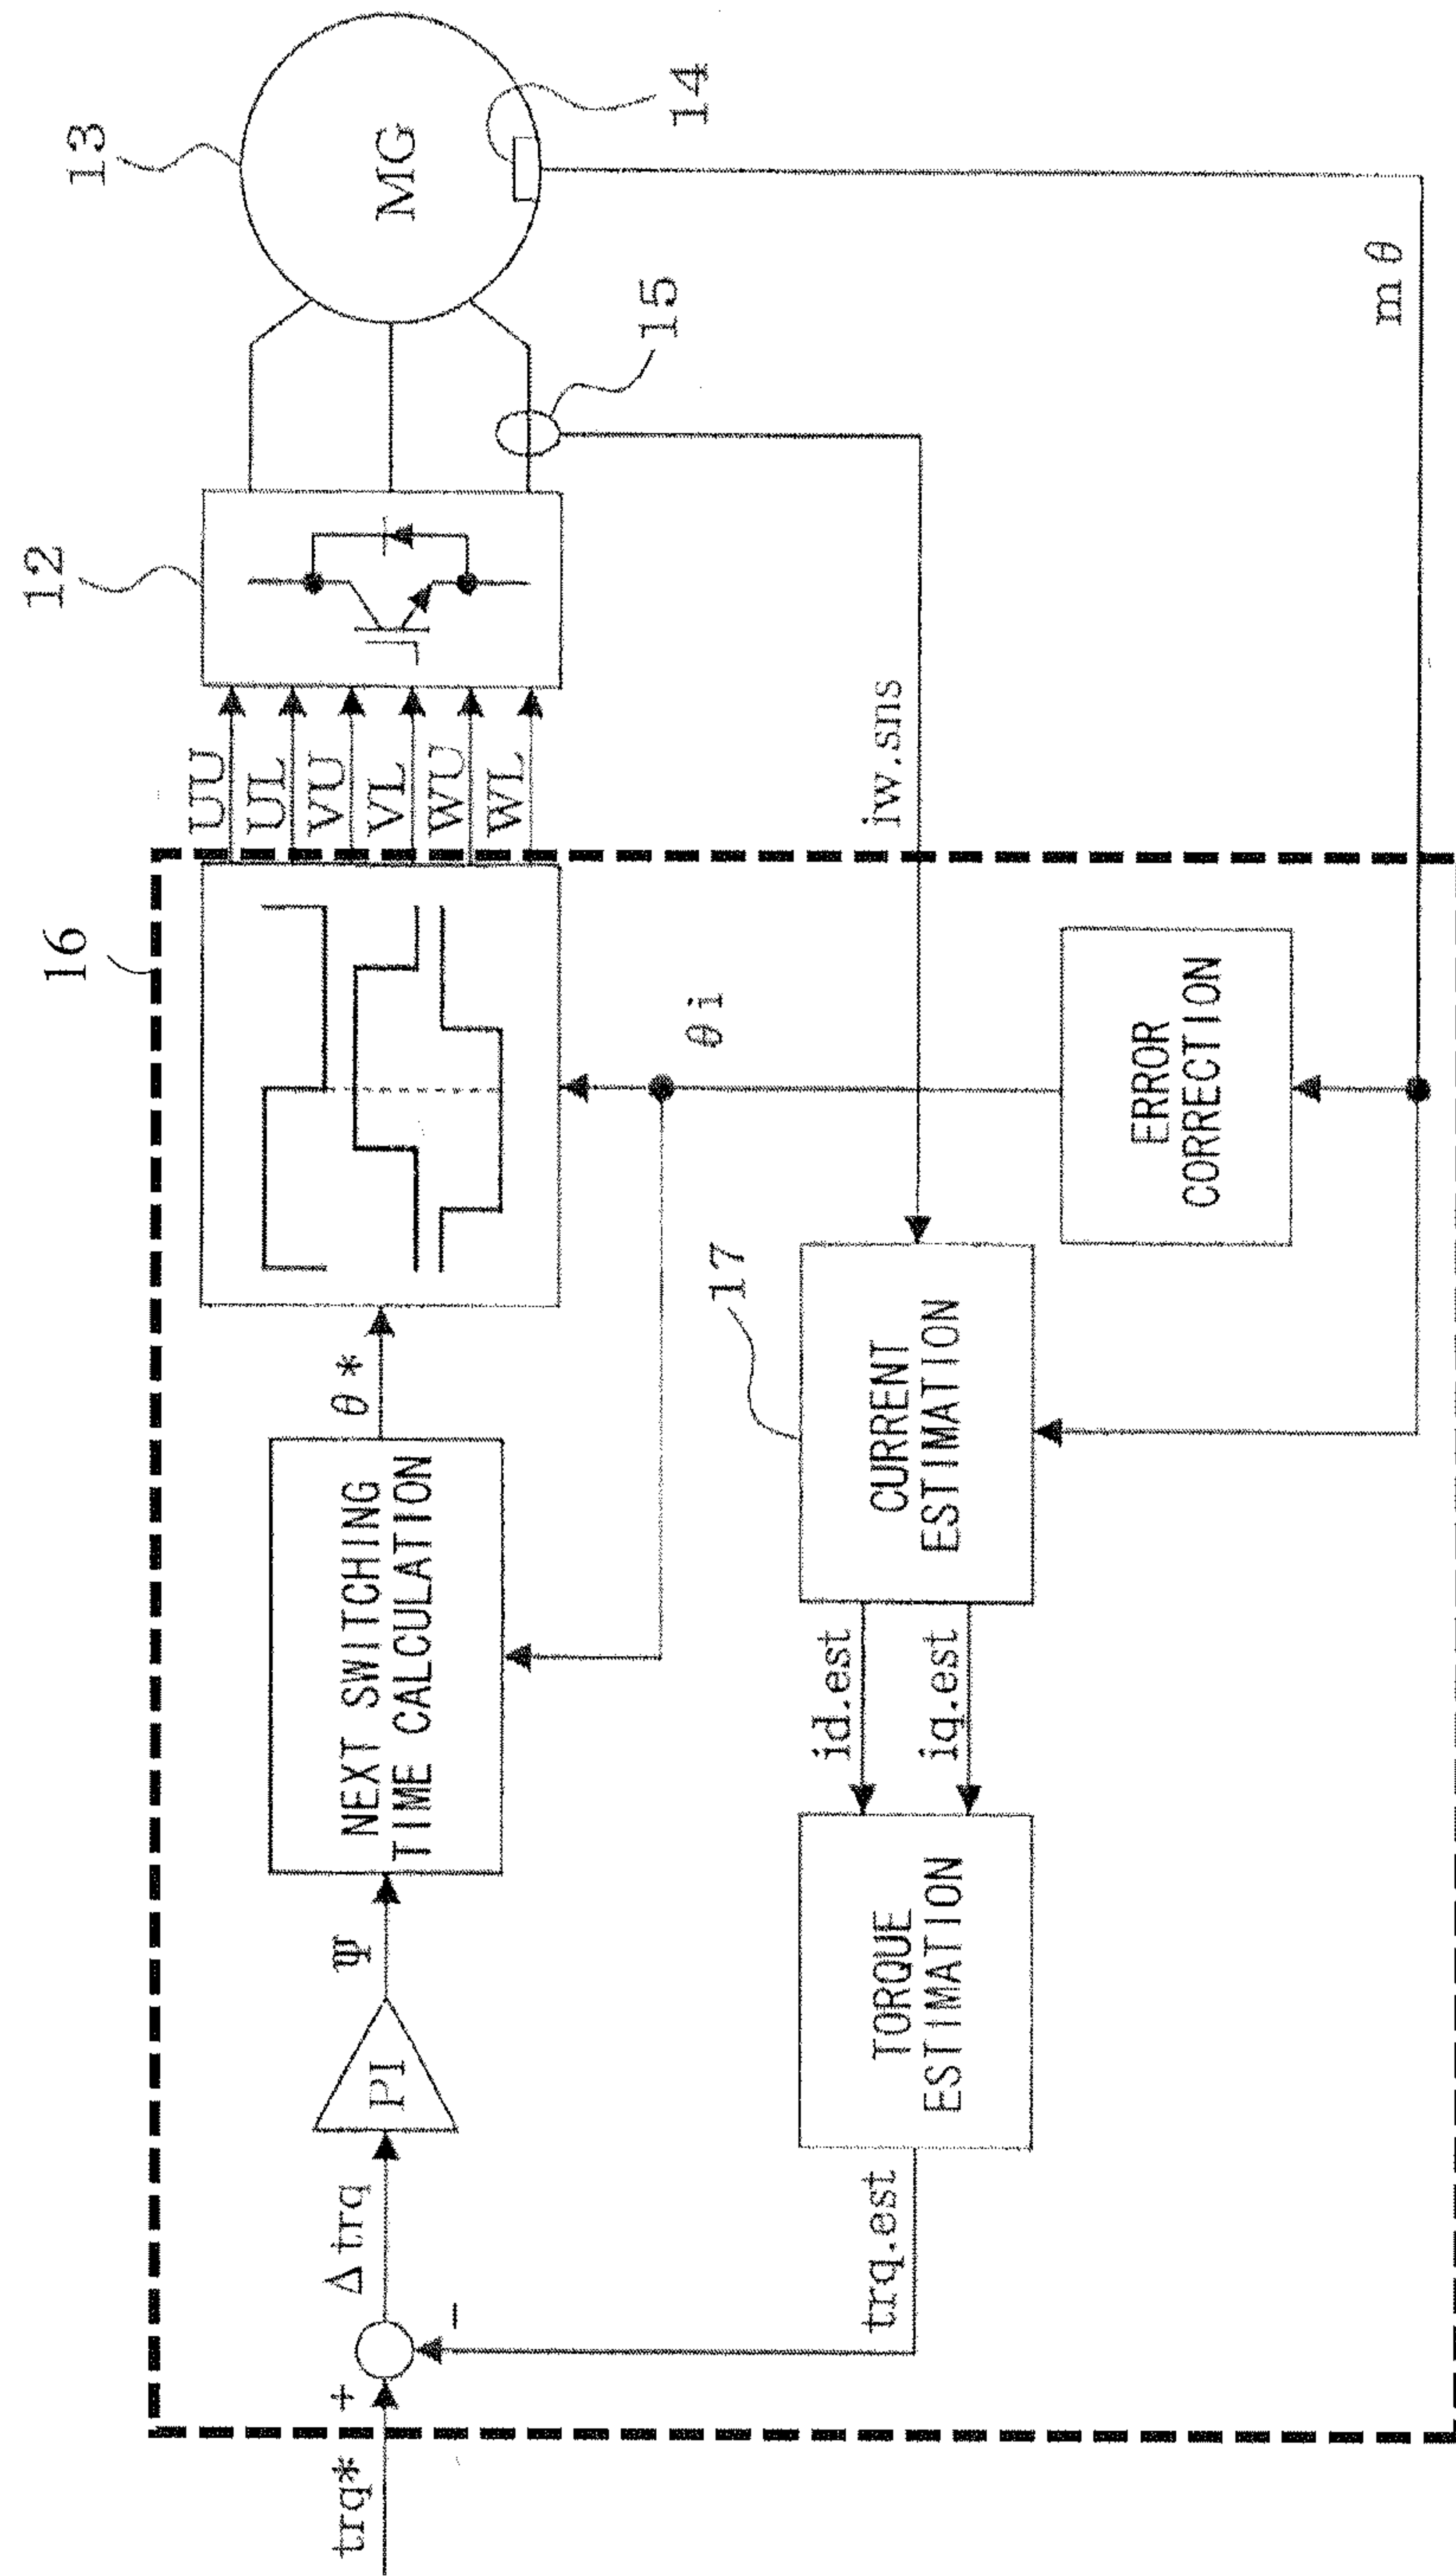 13
MG
14
15
12
UU
UL
VU
VL
WU
WL
iw.sns
mθ
16
θi
ERROR
CORRECTION
θ*
17
CURRENT
ESTIMATION
NEXT SWITCHING
TIME CALCULATION
id.est
iq.est
Ψ
PI
TORQUE
ESTIMATION
Δtrq
trq.est
−
+
trq*